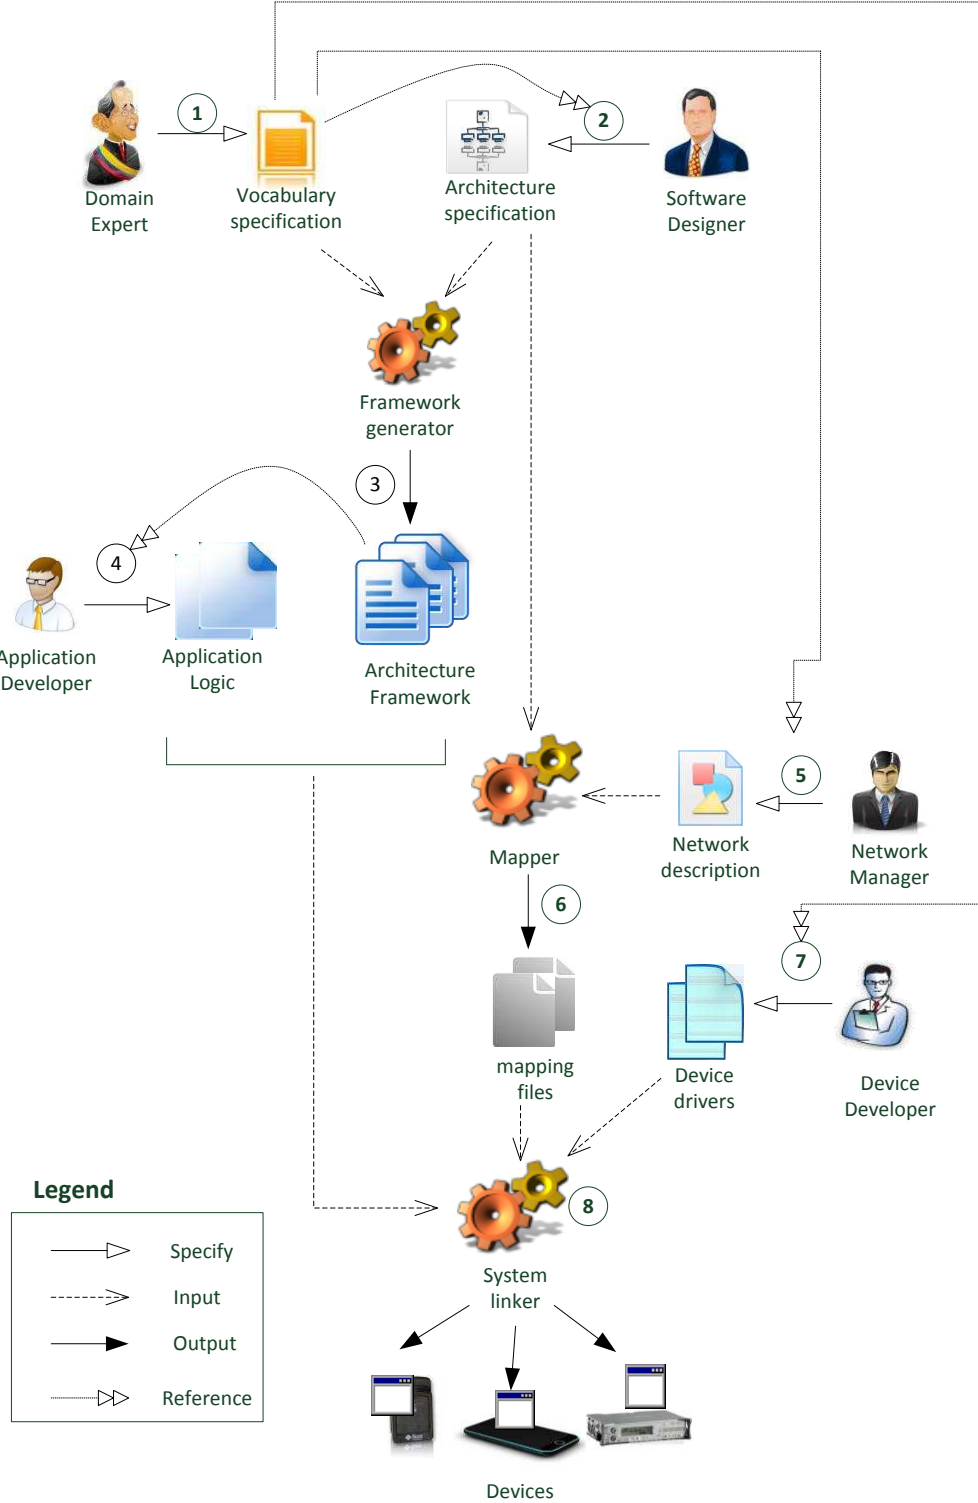 1
2
Domain
Expert
Vocabulary
specification
Architecture
specification
Software
Designer
Framework
generator
3
4
Application
Developer
Application
Logic
Architecture
Framework
5
Mapper
Network
description
Network
Manager
6
7
mapping
files
Device
drivers
Device
Developer
8
System
linker
Legend
Specify
Input
Output
Reference
Devices